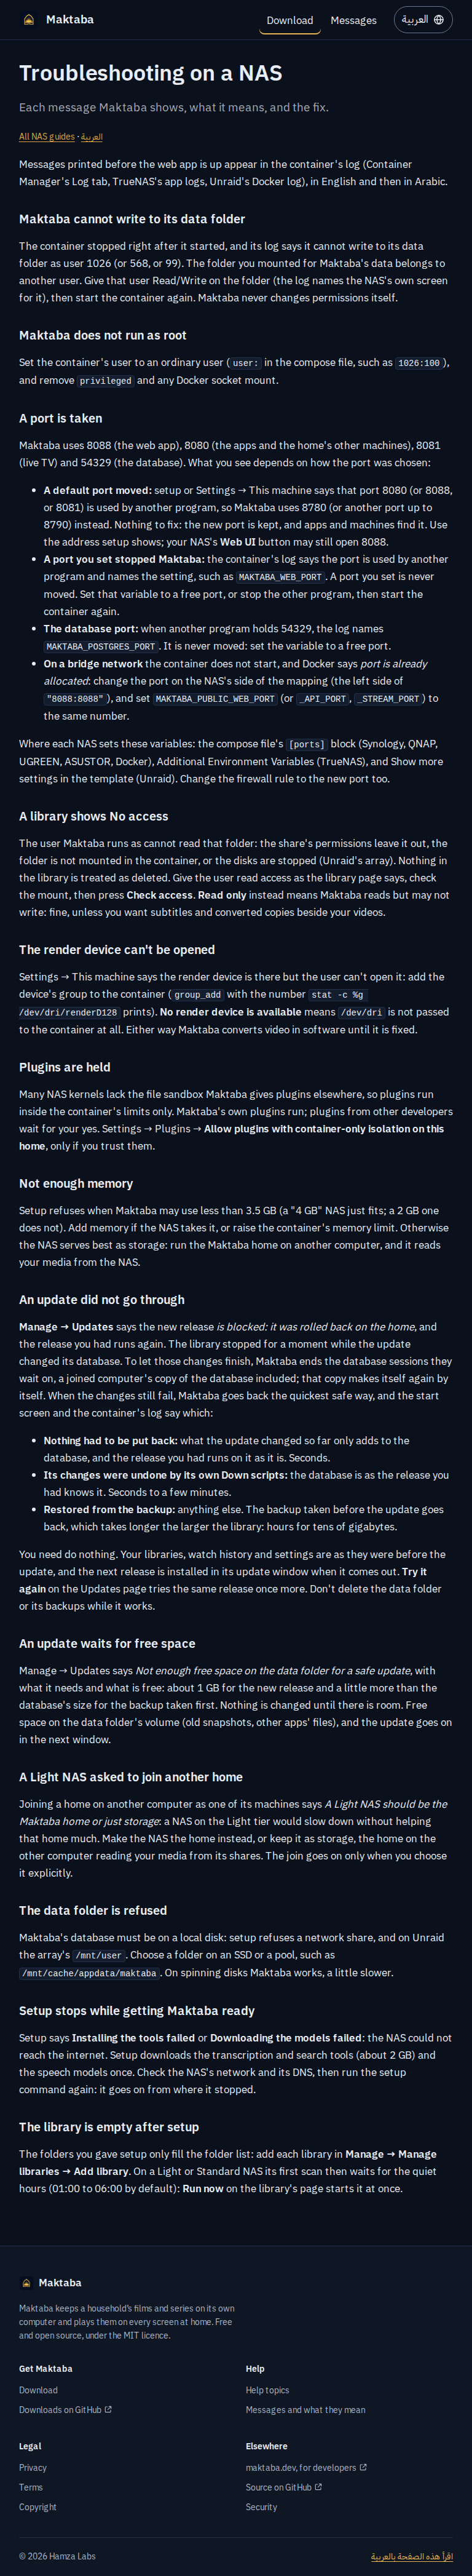 Maktaba
Download
Messages
العربية
Troubleshooting on a NAS
Each message Maktaba shows, what it means, and the fix.
All NAS guides · العربية
Messages printed before the web app is up appear in the container's log (Container
Manager's Log tab, TrueNAS's app logs, Unraid's Docker log), in English and then in Arabic.
Maktaba cannot write to its data folder
The container stopped right after it started, and its log says it cannot write to its data
folder as user 1026 (or 568, or 99). The folder you mounted for Maktaba's data belongs to
another user. Give that user Read/Write on the folder (the log names the NAS's own screen
for it), then start the container again. Maktaba never changes permissions itself.
Maktaba does not run as root
Set the container's user to an ordinary user ( user: in the compose file, such as 1026:100 ),
and remove privileged and any Docker socket mount.
A port is taken
Maktaba uses 8088 (the web app), 8080 (the apps and the home's other machines), 8081
(live TV) and 54329 (the database). What you see depends on how the port was chosen:
• A default port moved: setup or Settings → This machine says that port 8080 (or 8088,
or 8081) is used by another program, so Maktaba uses 8780 (or another port up to
8790) instead. Nothing to fix: the new port is kept, and apps and machines find it. Use
the address setup shows; your NAS's Web UI button may still open 8088.
• A port you set stopped Maktaba: the container's log says the port is used by another
program and names the setting, such as MAKTABA_WEB_PORT . A port you set is never
moved. Set that variable to a free port, or stop the other program, then start the
container again.
• The database port: when another program holds 54329, the log names
MAKTABA_POSTGRES_PORT . It is never moved: set the variable to a free port.
• On a bridge network the container does not start, and Docker says port is already
allocated: change the port on the NAS's side of the mapping (the left side of
"8088:8088" ), and set MAKTABA_PUBLIC_WEB_PORT (or _API_PORT , _STREAM_PORT ) to
the same number.
Where each NAS sets these variables: the compose file's [ports] block (Synology, QNAP,
UGREEN, ASUSTOR, Docker), Additional Environment Variables (TrueNAS), and Show more
settings in the template (Unraid). Change the firewall rule to the new port too.
A library shows No access
The user Maktaba runs as cannot read that folder: the share's permissions leave it out, the
folder is not mounted in the container, or the disks are stopped (Unraid's array). Nothing in
the library is treated as deleted. Give the user read access as the library page says, check
the mount, then press Check access. Read only instead means Maktaba reads but may not
write: fine, unless you want subtitles and converted copies beside your videos.
The render device can't be opened
Settings → This machine says the render device is there but the user can't open it: add the
device's group to the container ( group_add with the number stat -c %g
/dev/dri/renderD128 prints). No render device is available means /dev/dri is not passed
to the container at all. Either way Maktaba converts video in software until it is fixed.
Plugins are held
Many NAS kernels lack the file sandbox Maktaba gives plugins elsewhere, so plugins run
inside the container's limits only. Maktaba's own plugins run; plugins from other developers
wait for your yes. Settings → Plugins → Allow plugins with container-only isolation on this
home, only if you trust them.
Not enough memory
Setup refuses when Maktaba may use less than 3.5 GB (a "4 GB" NAS just fits; a 2 GB one
does not). Add memory if the NAS takes it, or raise the container's memory limit. Otherwise
the NAS serves best as storage: run the Maktaba home on another computer, and it reads
your media from the NAS.
An update did not go through
Manage → Updates says the new release is blocked: it was rolled back on the home, and
the release you had runs again. The library stopped for a moment while the update
changed its database. To let those changes finish, Maktaba ends the database sessions they
wait on, a joined computer's copy of the database included; that copy makes itself again by
itself. When the changes still fail, Maktaba goes back the quickest safe way, and the start
screen and the container's log say which:
• Nothing had to be put back: what the update changed so far only adds to the
database, and the release you had runs on it as it is. Seconds.
• Its changes were undone by its own Down scripts: the database is as the release you
had knows it. Seconds to a few minutes.
• Restored from the backup: anything else. The backup taken before the update goes
back, which takes longer the larger the library: hours for tens of gigabytes.
You need do nothing. Your libraries, watch history and settings are as they were before the
update, and the next release is installed in its update window when it comes out. Try it
again on the Updates page tries the same release once more. Don't delete the data folder
or its backups while it works.
An update waits for free space
Manage → Updates says Not enough free space on the data folder for a safe update, with
what it needs and what is free: about 1 GB for the new release and a little more than the
database's size for the backup taken first. Nothing is changed until there is room. Free
space on the data folder's volume (old snapshots, other apps' files), and the update goes on
in the next window.
A Light NAS asked to join another home
Joining a home on another computer as one of its machines says A Light NAS should be the
Maktaba home or just storage: a NAS on the Light tier would slow down without helping
that home much. Make the NAS the home instead, or keep it as storage, the home on the
other computer reading your media from its shares. The join goes on only when you choose
it explicitly.
The data folder is refused
Maktaba's database must be on a local disk: setup refuses a network share, and on Unraid
the array's /mnt/user . Choose a folder on an SSD or a pool, such as
/mnt/cache/appdata/maktaba . On spinning disks Maktaba works, a little slower.
Setup stops while getting Maktaba ready
Setup says Installing the tools failed or Downloading the models failed: the NAS could not
reach the internet. Setup downloads the transcription and search tools (about 2 GB) and
the speech models once. Check the NAS's network and its DNS, then run the setup
command again: it goes on from where it stopped.
The library is empty after setup
The folders you gave setup only fill the folder list: add each library in Manage → Manage
libraries → Add library. On a Light or Standard NAS its first scan then waits for the quiet
hours (01:00 to 06:00 by default): Run now on the library's page starts it at once.
Maktaba
Maktaba keeps a household's films and series on its own
computer and plays them on every screen at home. Free
and open source, under the MIT licence.
Get Maktaba
Download
Downloads on GitHub
Help
Help topics
Messages and what they mean
Legal
Privacy
Terms
Copyright
Elsewhere
maktaba.dev, for developers
Source on GitHub
Security
© 2026 Hamza Labs
اقرأ هذه الصفحة بالعربية